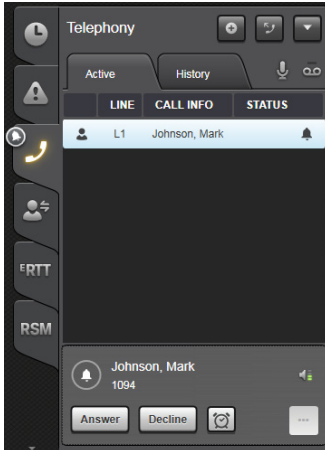 Telephony
Active History
LINE CALL INFO STATUS
L1 Johnson, Mark
ERTT
RSM
Johnson, Mark
1094
Answer Decline